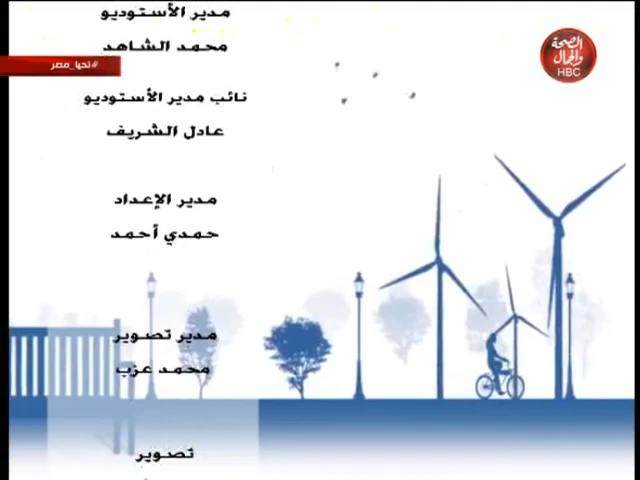 مدير الأستوديو
محمد الشاهد
#تحيا_مصر
نائب مدير الأستوديو
عادل الشريف
مدير الإعداد
حمدي أحمد
مدير تصوير
محمد عزب
تصوير
الصحة
والجمال
HBC